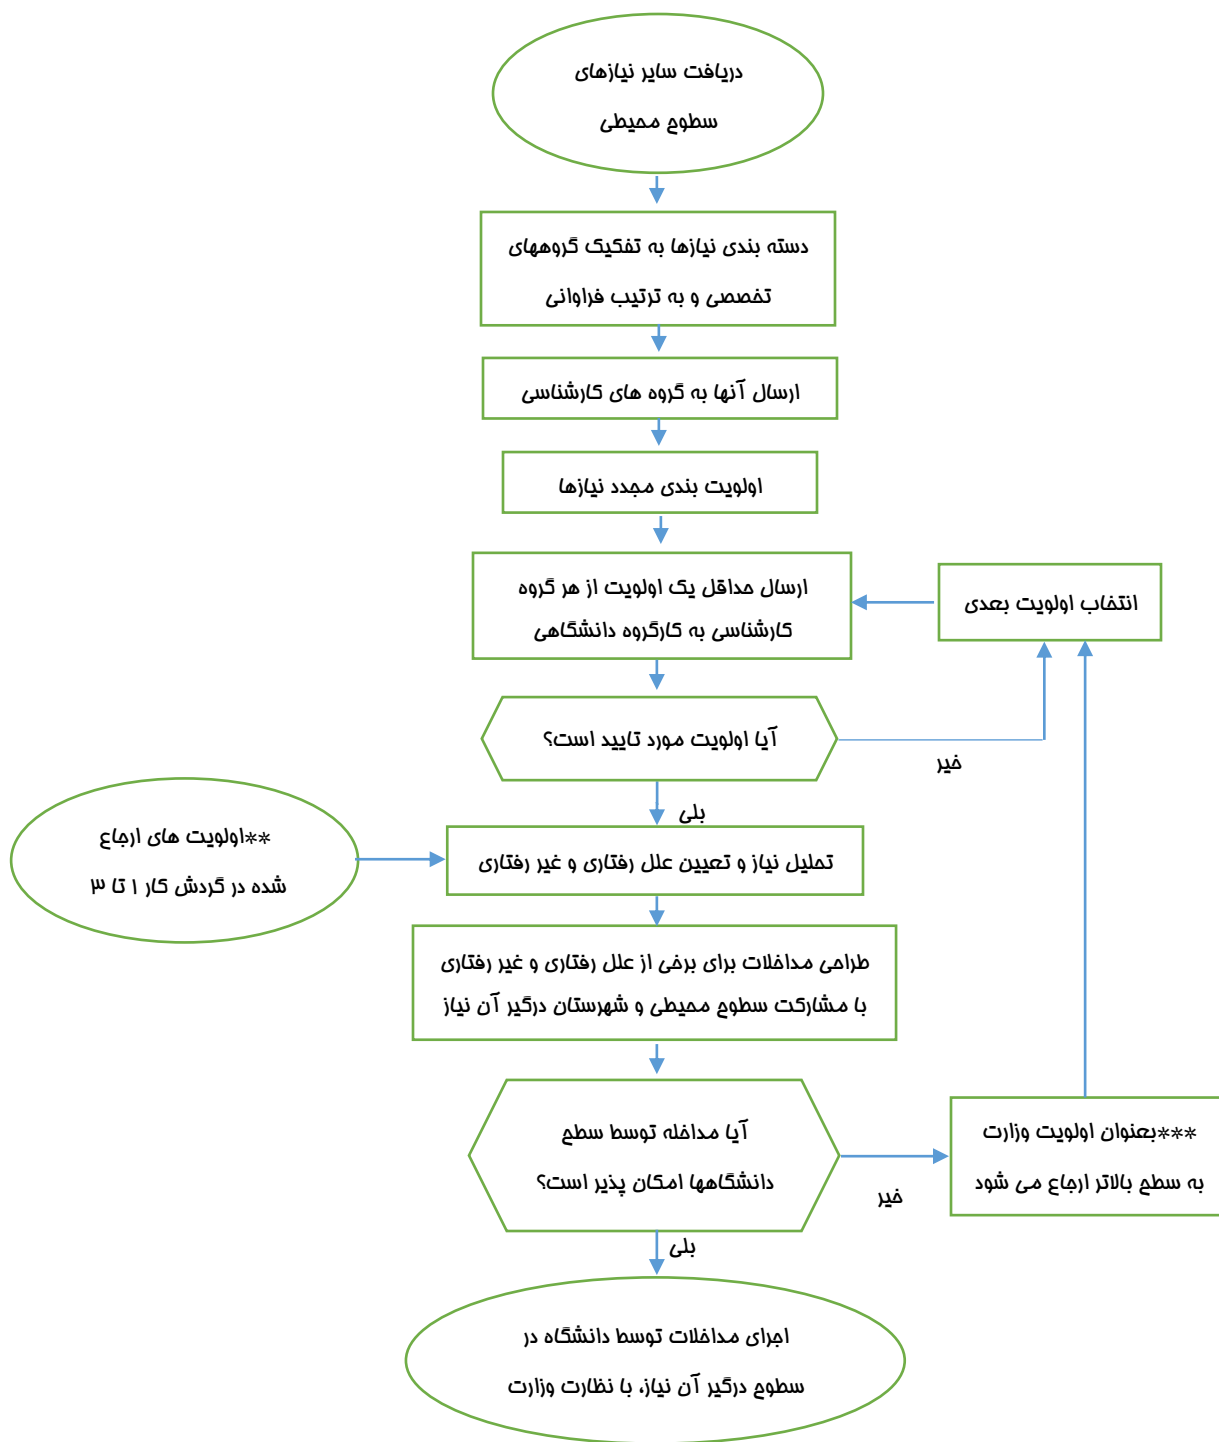 دریافت سایر نیازهای
سطوح محیطی
دسته بندی نیازها به تفکیک گروههای
تخصصی و به ترتیب فراوانی
ارسال آنها به گروه های کارشناسی
اولویت بندی مجدد نیازها
ارسال حداقل یک اولویت از هر گروه
کارشناسی به کارگروه دانشگاهی
انتخاب اولویت بعدی
آیا اولویت مورد تایید است؟
خیر
بلی
**اولویت های ارجاع
شده در گردش کار ۱ تا ۳
تحلیل نیاز و تعیین علل رفتاری و غیر رفتاری
طراحی مداخلات برای برخی از علل رفتاری و غیر رفتاری
با مشارکت سطوح محیطی و شهرستان درگیر آن نیاز
آیا مداخله توسط سطح
دانشگاهها امکان پذیر است؟
خیر
***بعنوان اولویت وزارت
به سطح بالاتر ارجاع می شود
بلی
اجرای مداخلات توسط دانشگاه در
سطوح درگیر آن نیاز، با نظارت وزارت